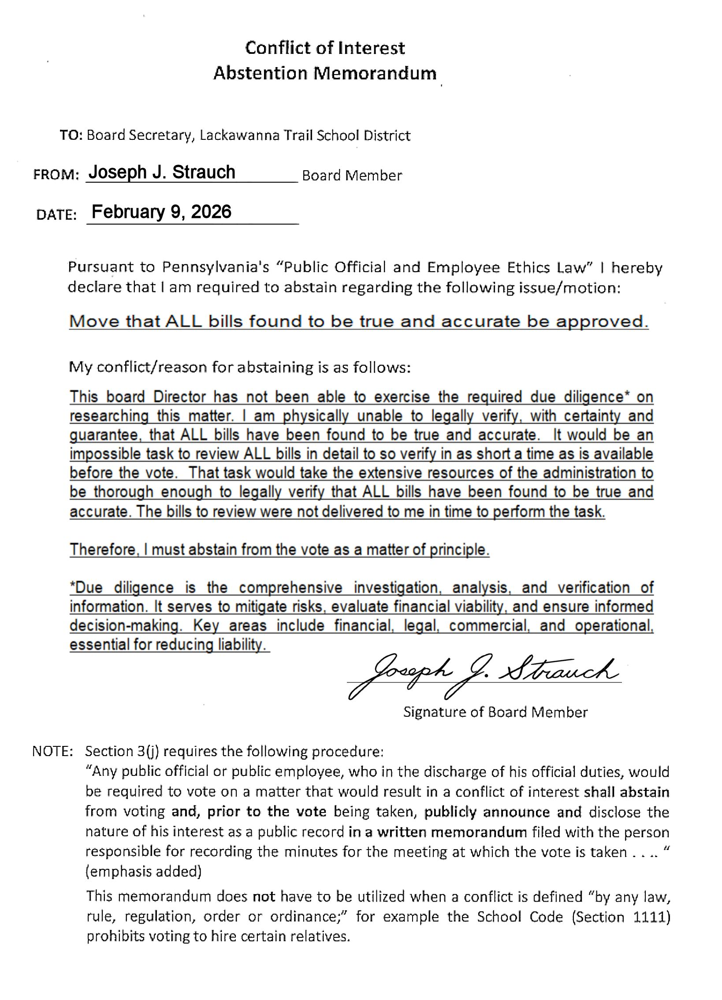 Conflict of Interest
Abstention Memorandum
TO: Board Secretary, Lackawanna Trail School District
FROM: Joseph J. Strauch Board Member
DATE: February 9, 2026
Pursuant to Pennsylvania's “Public Official and Employee Ethics Law” I hereby
declare that I am required to abstain regarding the following issue/motion:
Move that ALL bills found to be true and accurate be approved.
My conflict/reason for abstaining is as follows:
This board Director has not been able to exercise the required due diligence* on
researching this matter. I am physically unable to legally verify, with certainty and
guarantee, that ALL bills have been found to be true and accurate. It would be an
impossible task to review ALL bills in detail to so verify in as short a time as is available
before the vote. That task would take the extensive resources of the administration to
be thorough enough to legally verify that ALL bills have been found to be true and
accurate. The bills to review were not delivered to me in time to perform the task.
Therefore, I must abstain from the vote as a matter of principle.
*Due diligence is the comprehensive investigation, analysis, and verification of
information. It serves to mitigate risks, evaluate financial viability, and ensure informed
decision-making. Key areas include financial, legal, commercial, and operational,
essential for reducing liability.
Joseph J. Strauch
Signature of Board Member
NOTE: Section 3(j) requires the following procedure:
“Any public official or public employee, who in the discharge of his official duties, would
be required to vote on a matter that would result in a conflict of interest shall abstain
from voting and, prior to the vote being taken, publicly announce and disclose the
nature of his interest as a public record in a written memorandum filed with the person
responsible for recording the minutes for the meeting at which the vote is taken . . .. “
(emphasis added)
This memorandum does not have to be utilized when a conflict is defined “by any law,
rule, regulation, order or ordinance;” for example the School Code (Section 1111)
prohibits voting to hire certain relatives.